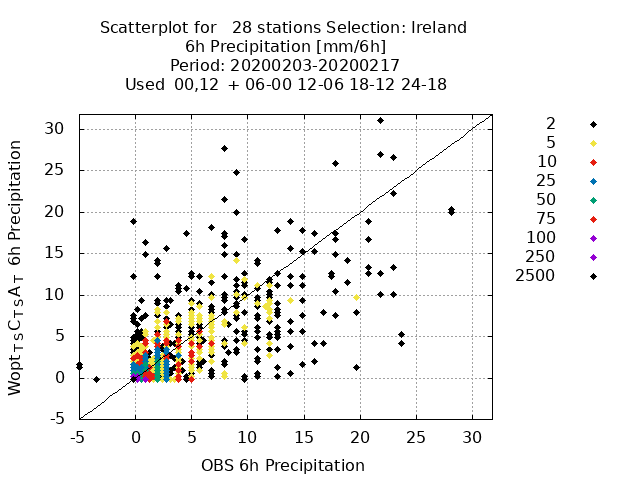 Scatterplot for 28 stations Selection: Ireland
6h Precipitation [mm/6h]
Period: 20200203-20200217
Used 00,12 + 06-00 12-06 18-12 24-18
Wopt_TSCTSAT 6h Precipitation
30
25
20
15
10
5
0
-5
-5 0 5 10 15 20 25 30
OBS 6h Precipitation
2
5
10
25
50
75
100
250
2500